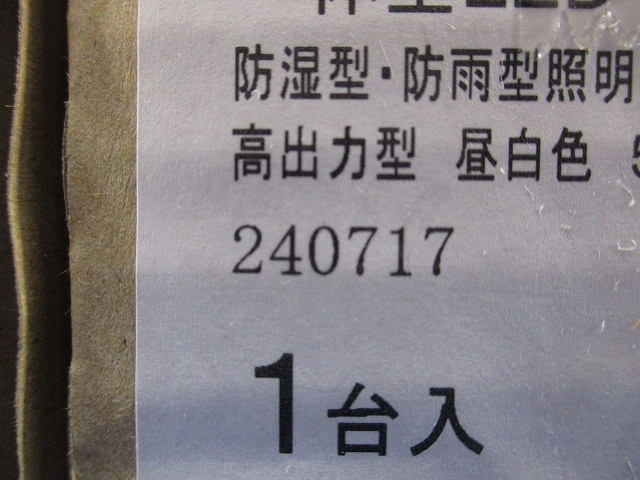 防湿型・防雨型照明
高出力型 昼白色
240717
1台入